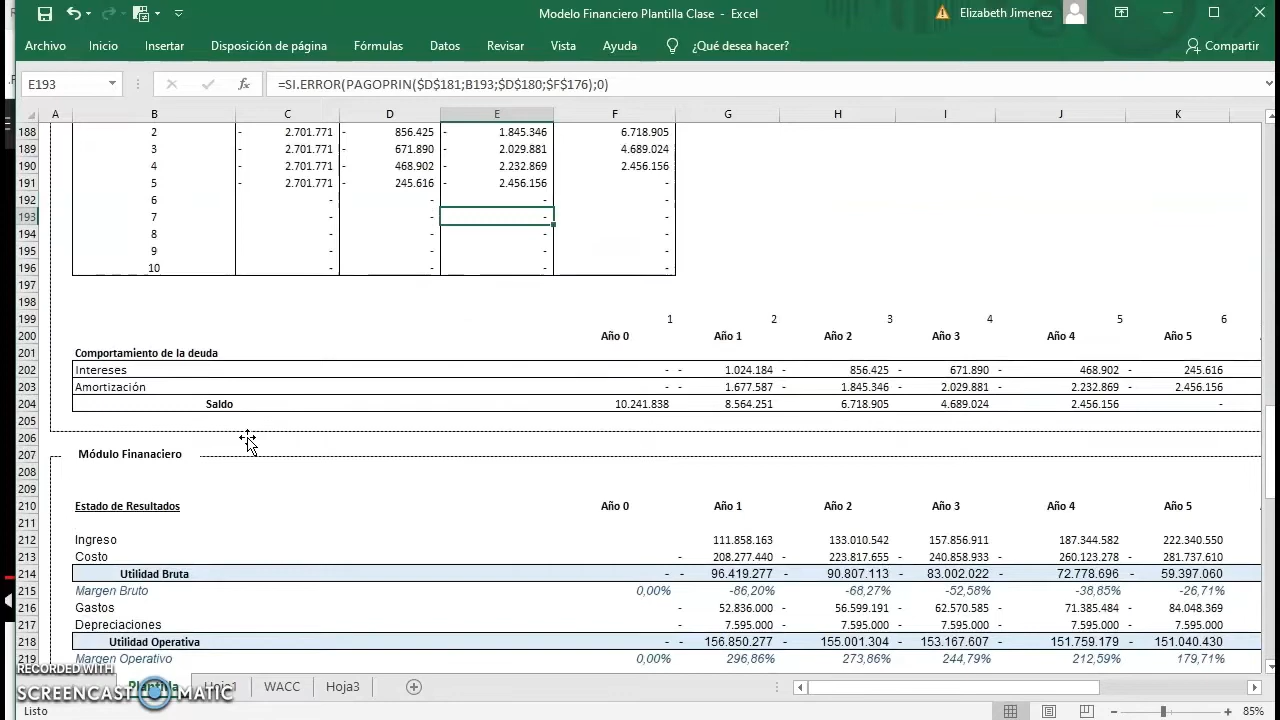 Modelo Financiero Plantilla Clase - Excel
Elizabeth Jimenez
Archivo Inicio Insertar Disposición de página Fórmulas Datos Revisar Vista Ayuda ¿Qué desea hacer? Compartir
E193 fx =SI.ERROR(PAGOPRIN($D$181;B193;$D$180;$F$176);0)
A B C D E F G H I J K
188 2 - 2.701.771 - 856.425 - 1.845.346 6.718.905
189 3 - 2.701.771 - 671.890 - 2.029.881 4.689.024
190 4 - 2.701.771 - 468.902 - 2.232.869 2.456.156
191 5 - 2.701.771 - 245.616 - 2.456.156 -
192 6 - - - -
193 7 - - - -
194 8 - - - -
195 9 - - - -
196 10 - - - -
197
198
199 1 2 3 4 5 6
200 Año 0 Año 1 Año 2 Año 3 Año 4 Año 5
201 Comportamiento de la deuda
202 Intereses - - 1.024.184 - 856.425 - 671.890 - 468.902 - 245.616
203 Amortización - - 1.677.587 - 1.845.346 - 2.029.881 - 2.232.869 - 2.456.156
204 Saldo 10.241.838 8.564.251 6.718.905 4.689.024 2.456.156 -
205
206
207 Módulo Finanaciero
208
209
210 Estado de Resultados Año 0 Año 1 Año 2 Año 3 Año 4 Año 5
211
212 Ingreso 111.858.163 133.010.542 157.856.911 187.344.582 222.340.550
213 Costo - 208.277.440 - 223.817.655 - 240.858.933 - 260.123.278 - 281.737.610
214 Utilidad Bruta - - 96.419.277 - 90.807.113 - 83.002.022 - 72.778.696 - 59.397.060
215 Margen Bruto 0,00% -86,20% -68,27% -52,58% -38,85% -26,71%
216 Gastos - 52.836.000 - 56.599.191 - 62.570.585 - 71.385.484 - 84.048.369
217 Depreciaciones - 7.595.000 - 7.595.000 - 7.595.000 - 7.595.000 - 7.595.000
218 Utilidad Operativa - - 156.850.277 - 155.001.304 - 153.167.607 - 151.759.179 - 151.040.430
219 Margen Operativo 0,00% 296,86% 273,86% 244,79% 212,59% 179,71%
RECORDED WITH
SCREENCAST MATIC
Plantilla Hoja1 WACC Hoja3
Listo 85%